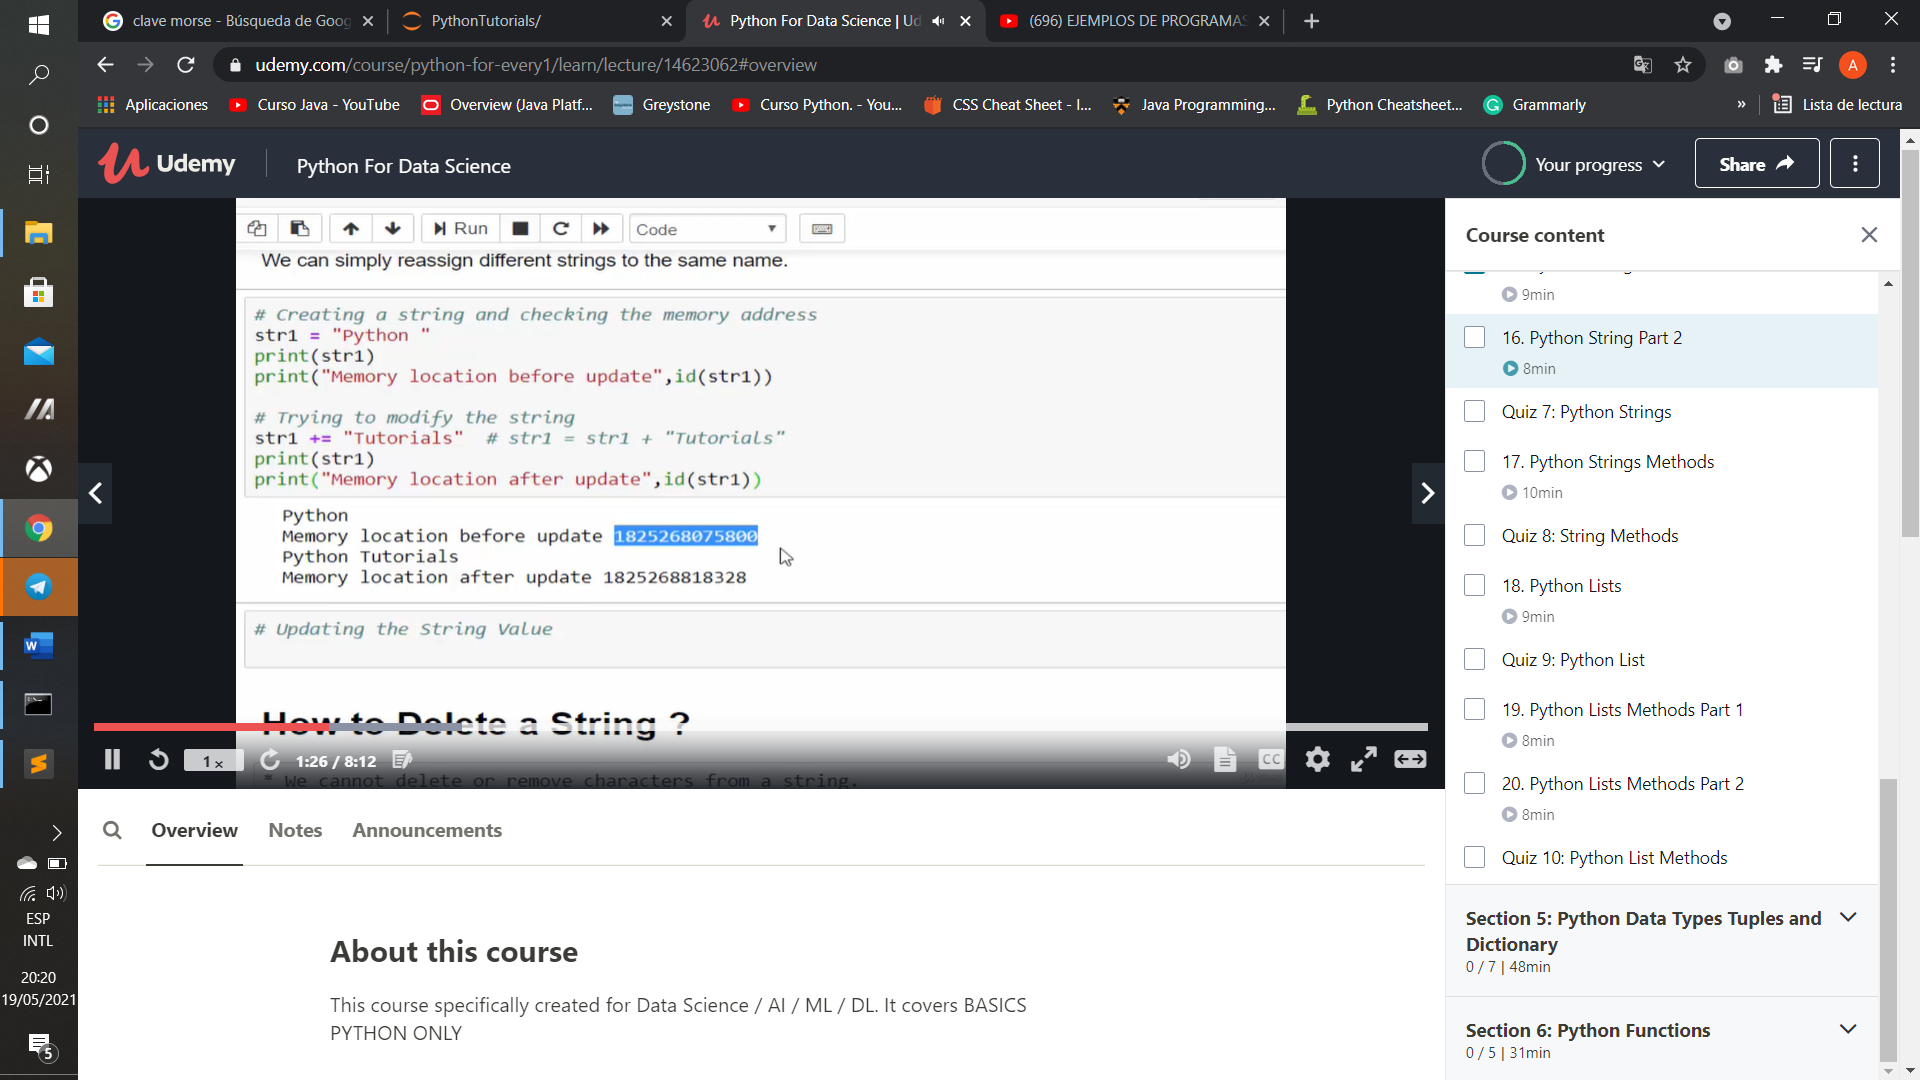 clave morse - Búsqueda de Goog
PythonTutorials/
Python For Data Science | Ud
(696) EJEMPLOS DE PROGRAMAS
udemy.com/course/python-for-every1/learn/lecture/14623062#overview
A
Aplicaciones
Curso Java - YouTube
Overview (Java Platf...
Greystone
Curso Python. - You...
CSS Cheat Sheet - I...
Java Programming...
Python Cheatsheet...
Grammarly
»
Lista de lectura
Udemy
Python For Data Science
Your progress
Share
Run
Code
We can simply reassign different strings to the same name.
# Creating a string and checking the memory address
str1 = "Python "
print(str1)
print("Memory location before update",id(str1))
# Trying to modify the string
str1 += "Tutorials"  # str1 = str1 + "Tutorials"
print(str1)
print("Memory location after update",id(str1))
Python
Memory location before update 1825268075800
Python Tutorials
Memory location after update 1825268818328
# Updating the String Value
How to Delete a String ?
* We cannot delete or remove characters from a string.
1 x
1:26 / 8:12
CC
Overview
Notes
Announcements
About this course
This course specifically created for Data Science / AI / ML / DL. It covers BASICS
PYTHON ONLY
Course content
9min
16. Python String Part 2
8min
Quiz 7: Python Strings
17. Python Strings Methods
10min
Quiz 8: String Methods
18. Python Lists
9min
Quiz 9: Python List
19. Python Lists Methods Part 1
8min
20. Python Lists Methods Part 2
8min
Quiz 10: Python List Methods
Section 5: Python Data Types Tuples and
Dictionary
0 / 7 | 48min
Section 6: Python Functions
0 / 5 | 31min
ESP
INTL
20:20
19/05/2021
5